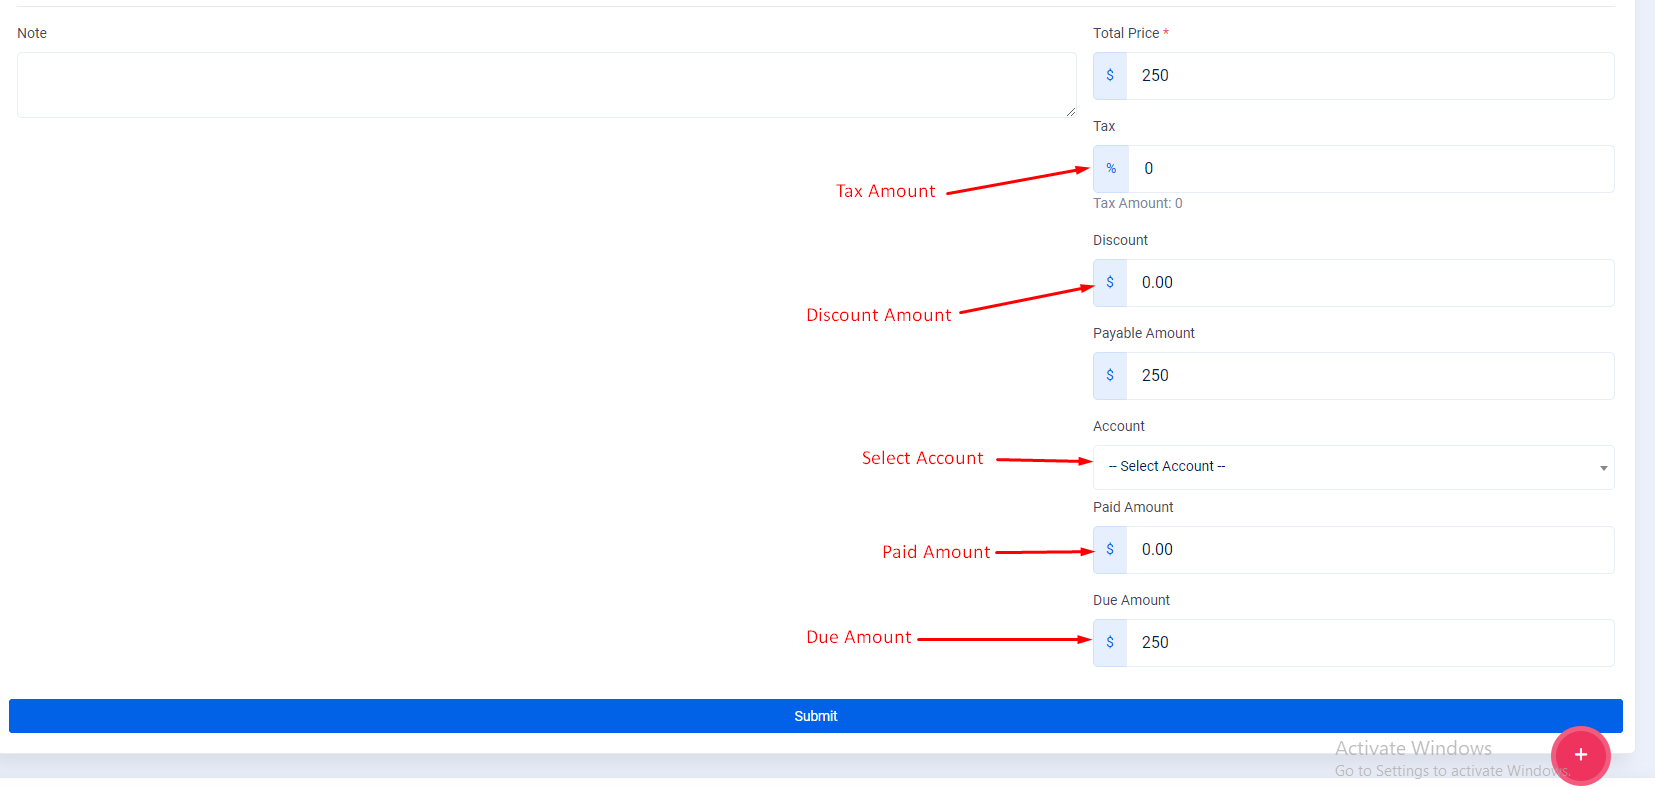 Note
Total Price *
$ 250
Tax
% 0
Tax Amount
Tax Amount: 0
Discount
$ 0.00
Discount Amount
Payable Amount
$ 250
Account
Select Account
-- Select Account --
Paid Amount
Paid Amount
$ 0.00
Due Amount
Due Amount
$ 250
Submit
Activate Windows
+
Go to Settings to activate Windows.